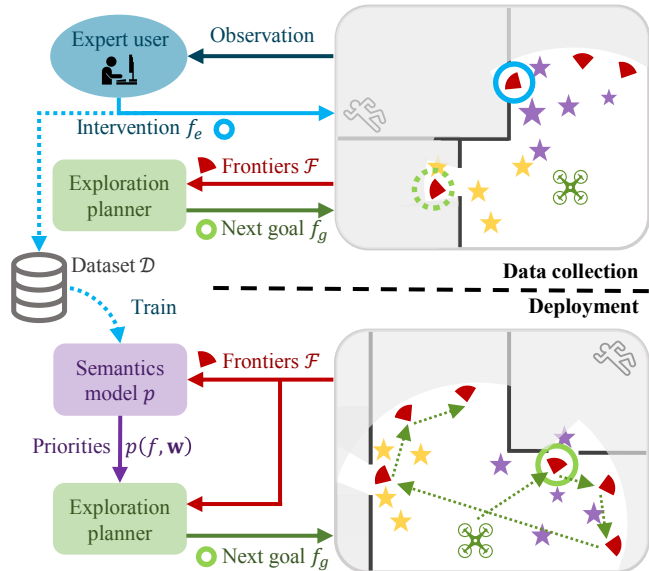 Expert user
Observation
Intervention f_e
Frontiers ℱ
Exploration
planner
Next goal f_g
Dataset 𝒟
Data collection
Deployment
Train
Semantics
model p
Frontiers ℱ
Priorities p(f, w)
Exploration
planner
Next goal f_g